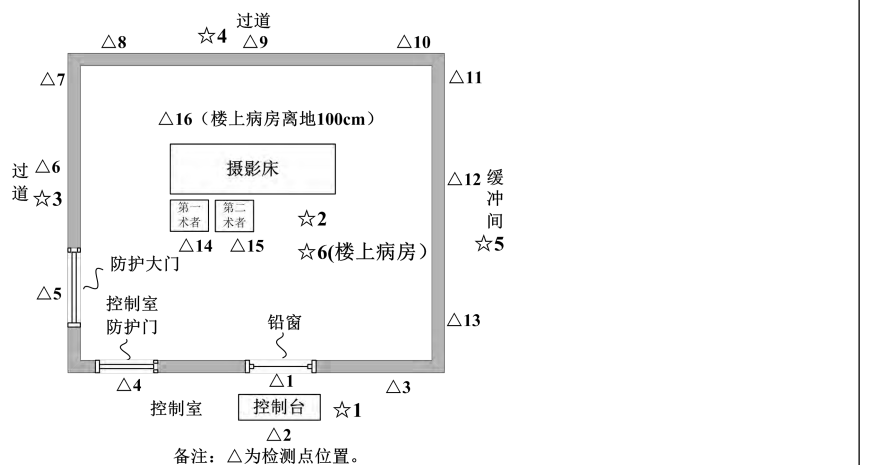 过道
△8
☆4
△9
△10
△7
△11
△16（楼上病房离地100cm）
过道
△6
☆3
摄影床
△12
缓冲间
☆5
第一术者
第二术者
☆2
△14
△15
☆6(楼上病房）
防护大门
△5
控制室
防护门
铅窗
△13
△4
△1
△3
控制室
控制台
☆1
△2
备注：△为检测点位置。